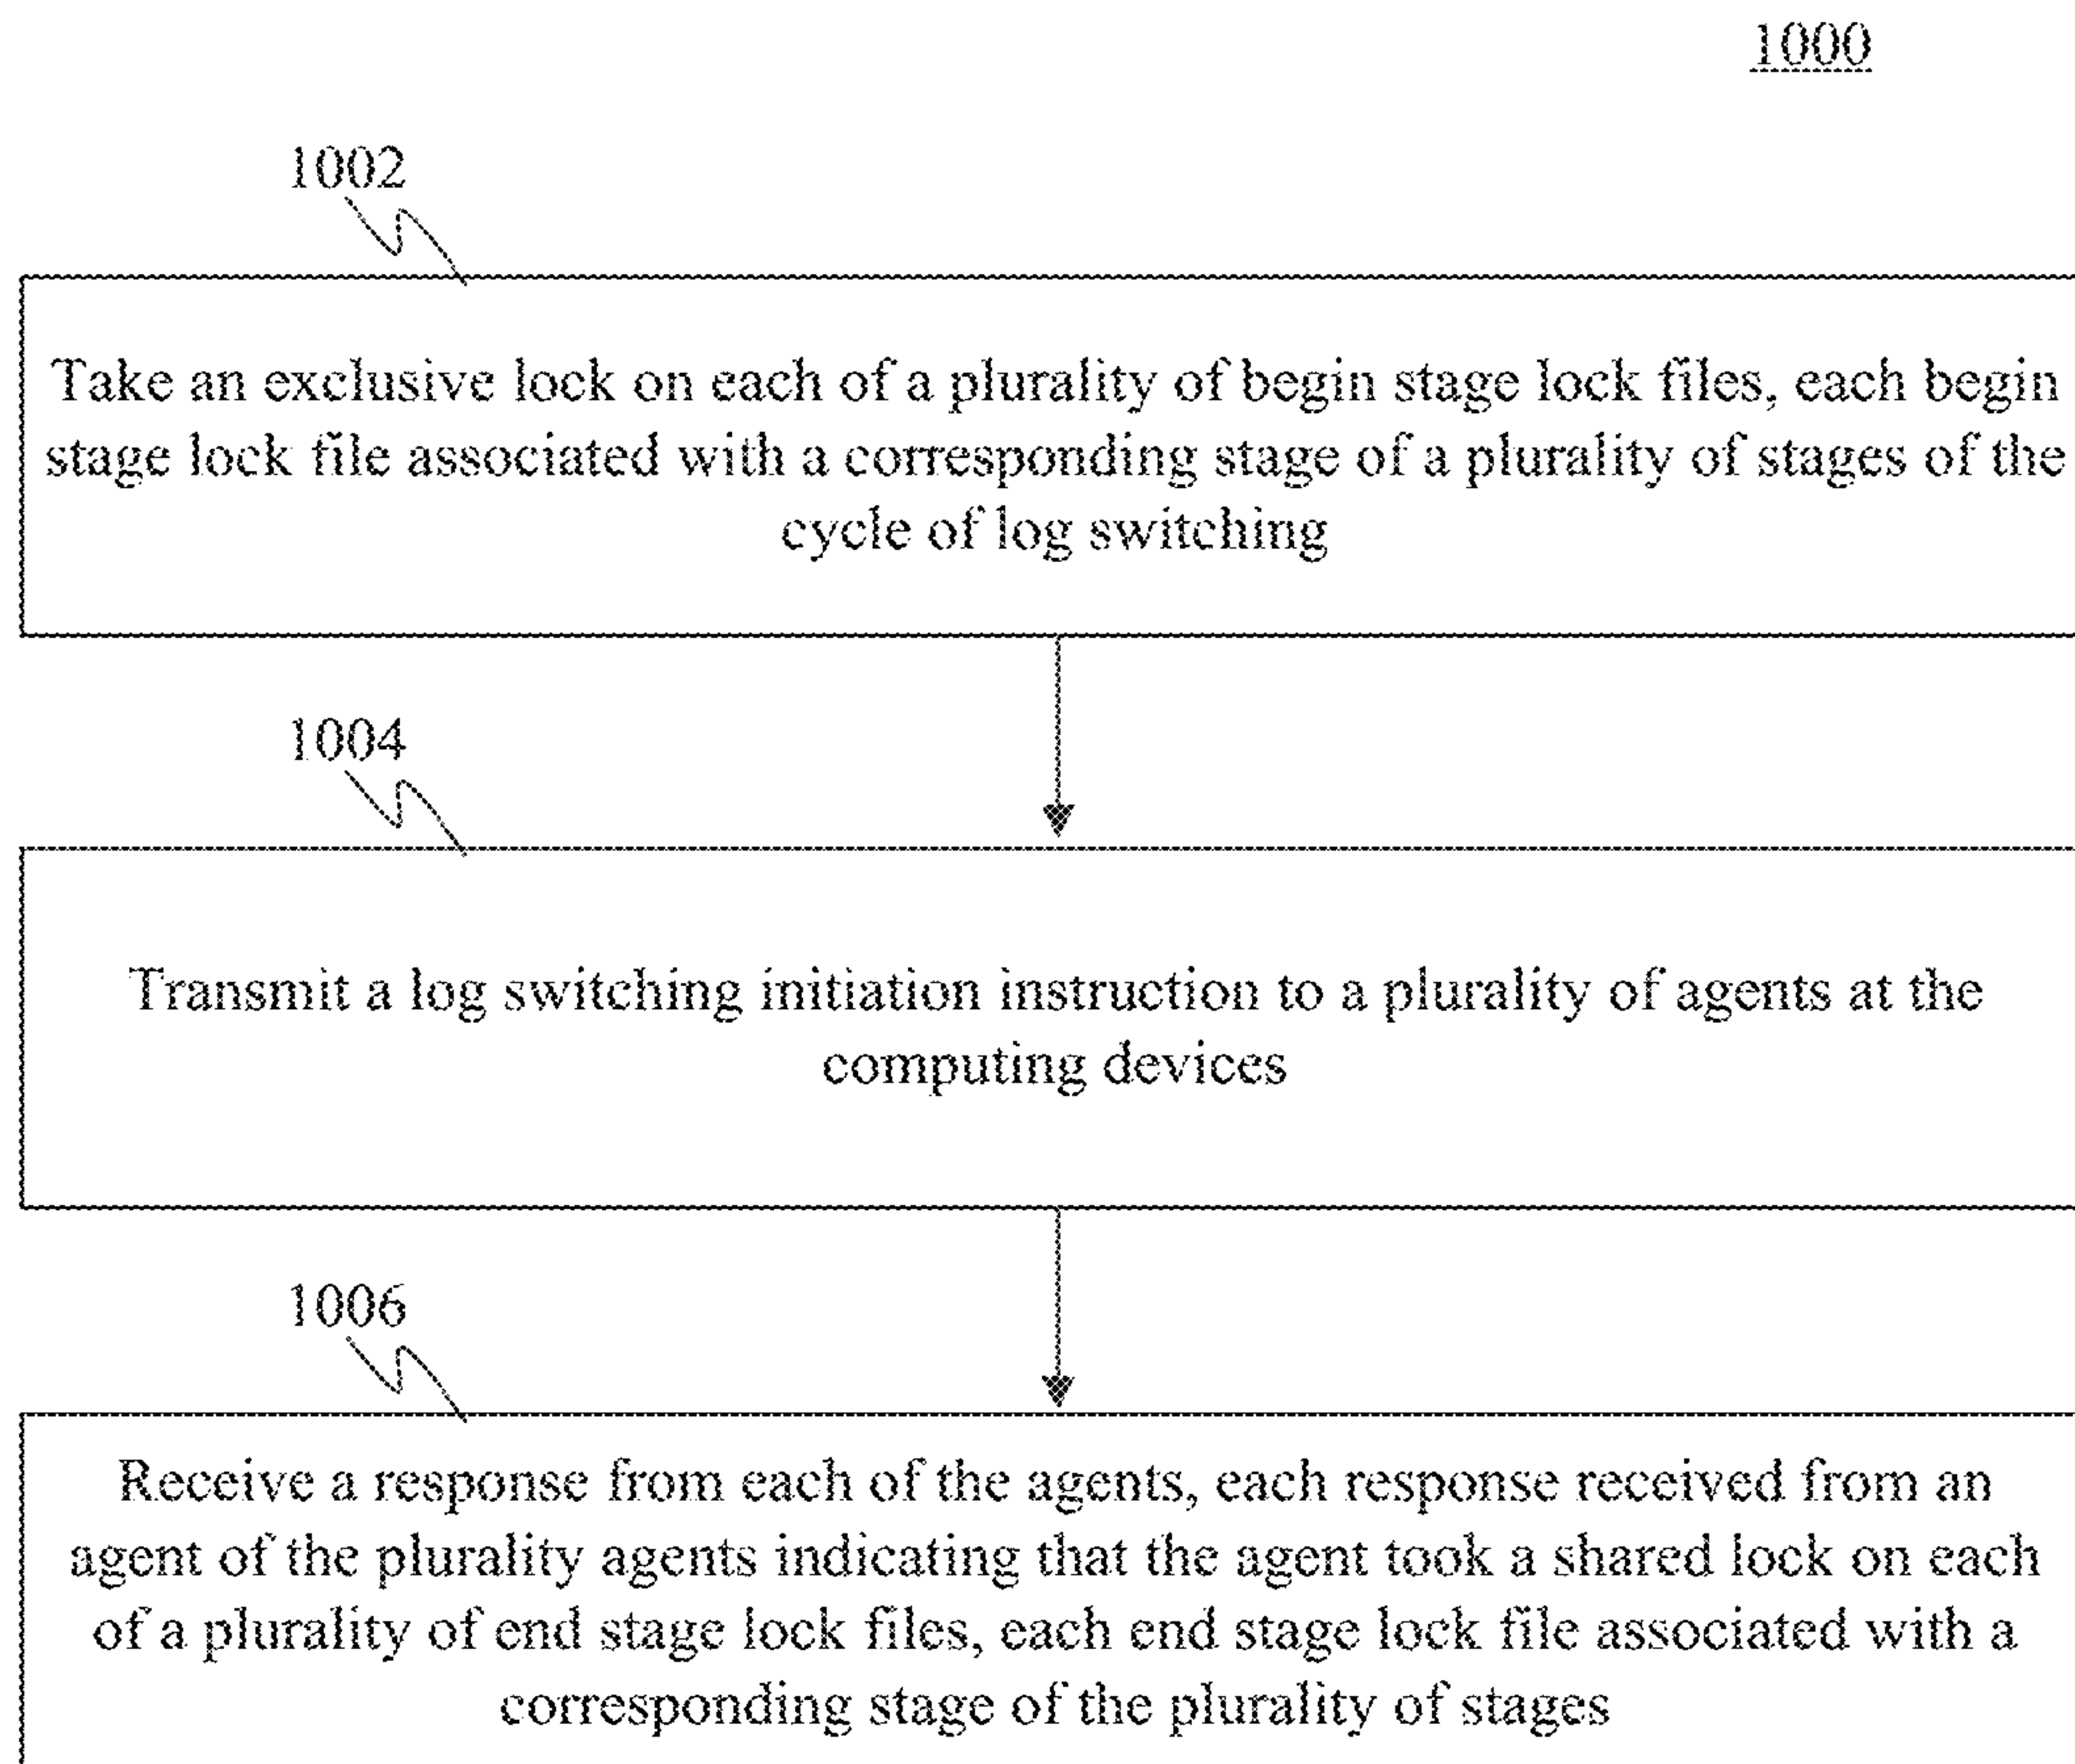 1000
1002
Take an exclusive lock on each of a plurality of begin stage lock files, each begin
stage lock file associated with a corresponding stage of a plurality of stages of the
cycle of log switching
1004
Transmit a log switching initiation instruction to a plurality of agents at the
computing devices
1006
Receive a response from each of the agents, each response received from an
agent of the plurality agents indicating that the agent took a shared lock on each
of a plurality of end stage lock files, each end stage lock file associated with a
corresponding stage of the plurality of stages